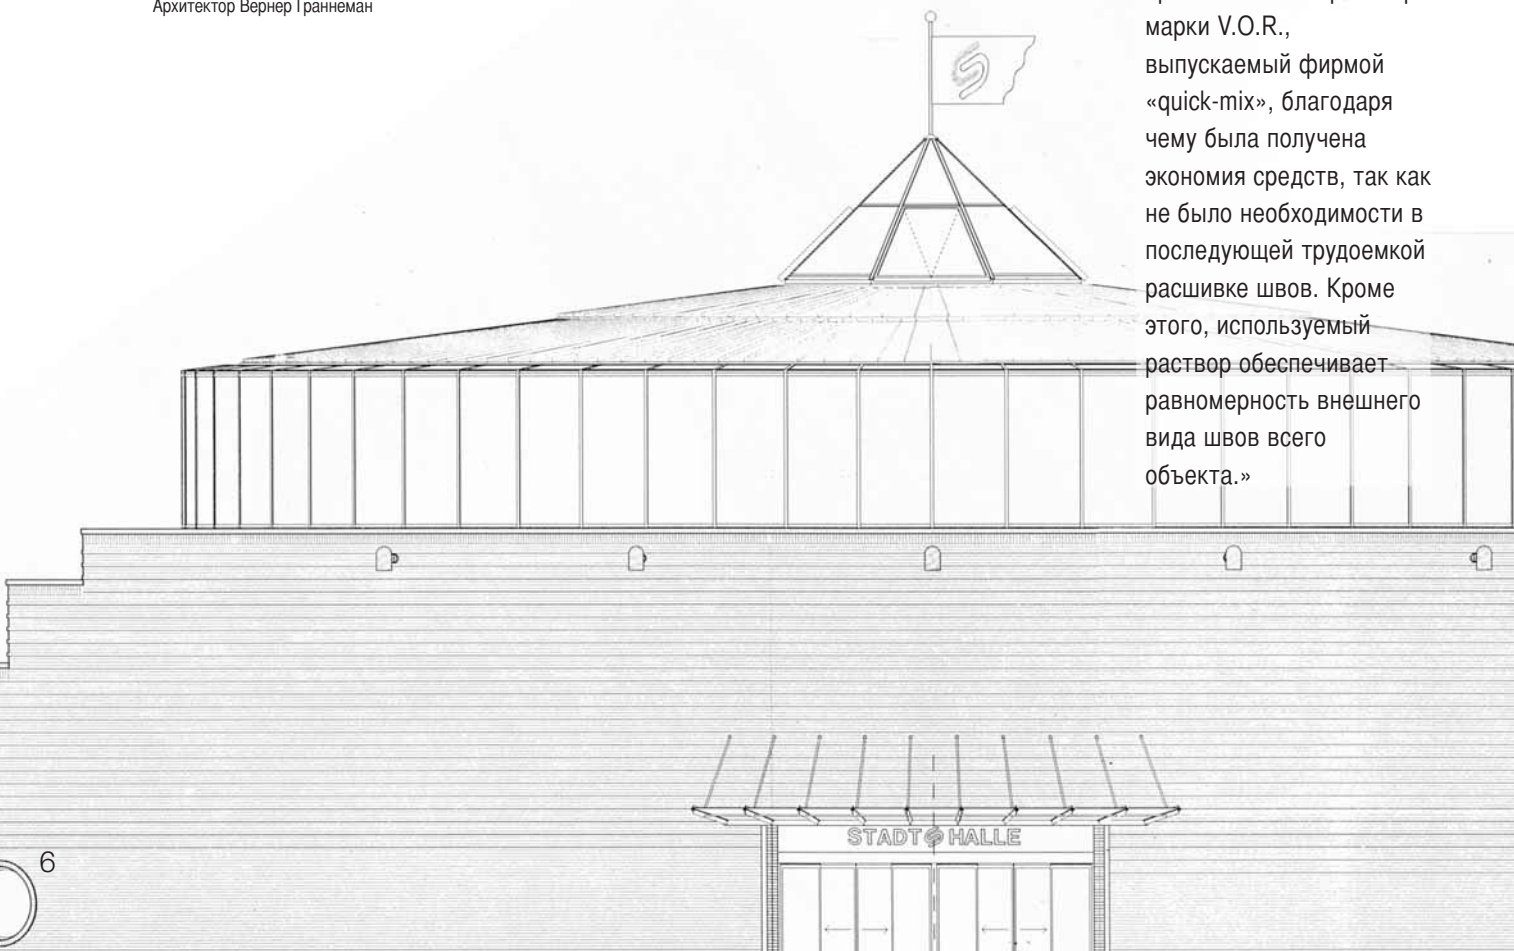 Архитектор Вернер Граннеман
марки V.O.R.,
выпускаемый фирмой
«quick-mix», благодаря
чему была получена
экономия средств, так как
не было необходимости в
последующей трудоемкой
расшивке швов. Кроме
этого, используемый
раствор обеспечивает
равномерность внешнего
вида швов всего
объекта.»
STADT HALLE
6